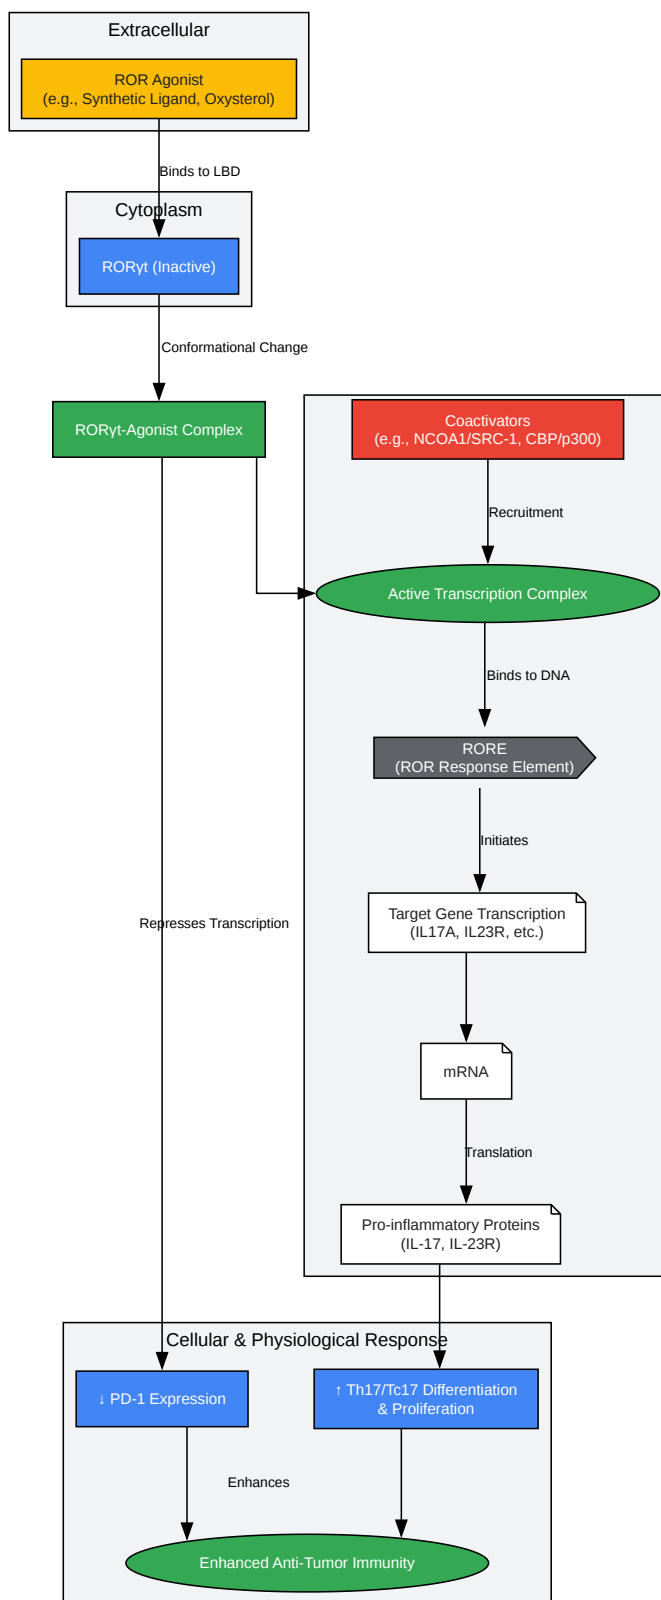 Extracellular
ROR Agonist
(e.g., Synthetic Ligand, Oxysterol)
Binds to LBD
Cytoplasm
RORγt (Inactive)
Conformational Change
RORγt-Agonist Complex
Coactivators
(e.g., NCOA1/SRC-1, CBP/p300)
Recruitment
Active Transcription Complex
Binds to DNA
RORE
(ROR Response Element)
Initiates
Target Gene Transcription
(IL17A, IL23R, etc.)
Represses Transcription
mRNA
Translation
Pro-inflammatory Proteins
(IL-17, IL-23R)
Cellular & Physiological Response
↓ PD-1 Expression
↑ Th17/Tc17 Differentiation
& Proliferation
Enhances
Enhanced Anti-Tumor Immunity